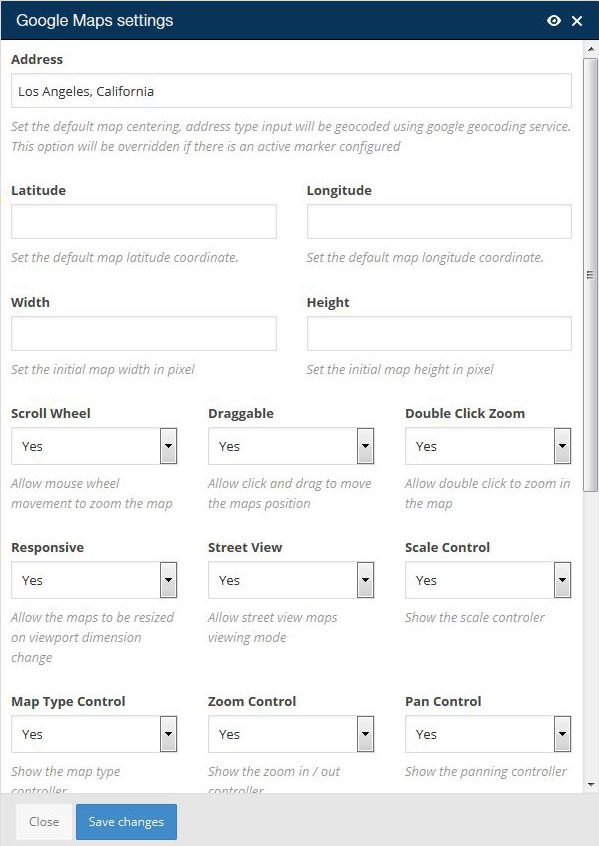 Google Maps settings
Address
Los Angeles, California
Set the default map centering, address type input will be geocoded using google geocoding service.
This option will be overridden if there is an active marker configured
Latitude Longitude
Set the default map latitude coordinate. Set the default map longitude coordinate.
Width Height
Set the initial map width in pixel Set the initial map height in pixel
Scroll Wheel Draggable Double Click Zoom
Yes Yes Yes
Allow mouse wheel Allow click and drag to move Allow double click to zoom in
movement to zoom the map the maps position the map
Responsive Street View Scale Control
Yes Yes Yes
Allow the maps to be resized Allow street view maps Show the scale controler
on viewport dimension viewing mode
change
Map Type Control Zoom Control Pan Control
Yes Yes Yes
Show the map type Show the zoom in / out Show the panning controller
controller controller
Close Save changes